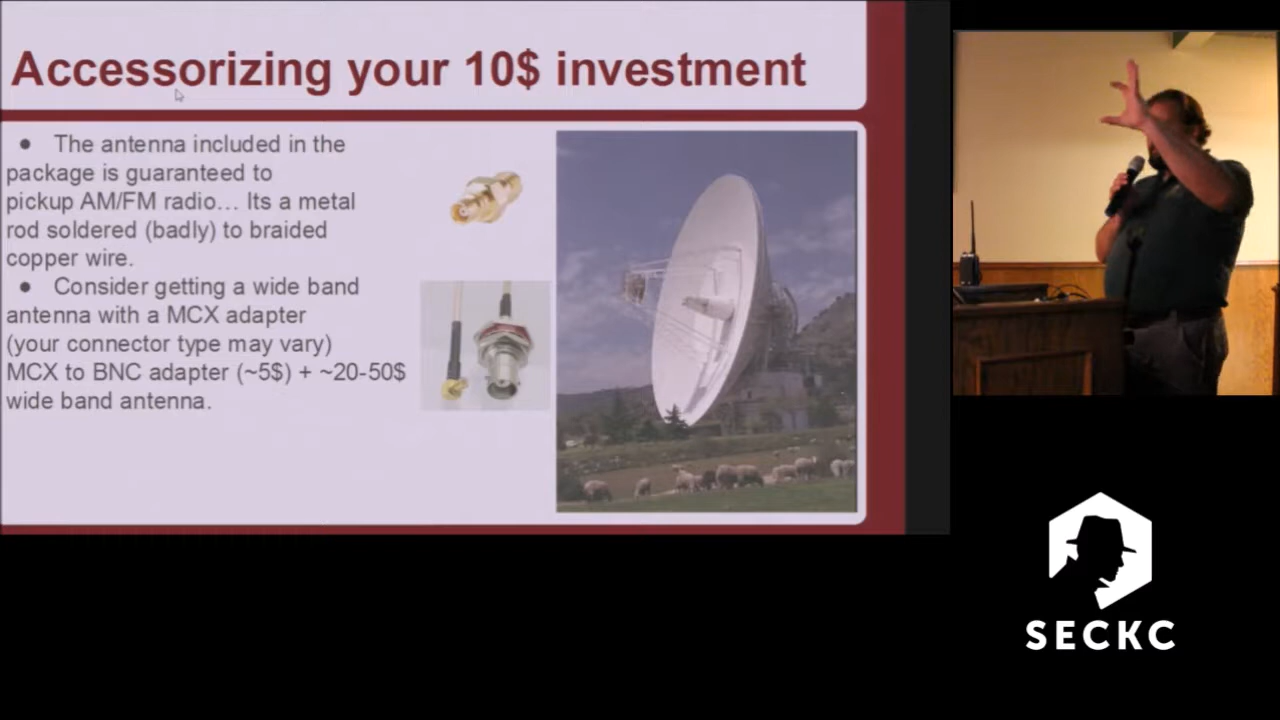 Accessorizing your 10$ investment
● The antenna included in the
package is guaranteed to
pickup AM/FM radio... Its a metal
rod soldered (badly) to braided
copper wire.
● Consider getting a wide band
antenna with a MCX adapter
(your connector type may vary)
MCX to BNC adapter (~5$) + ~20-50$
wide band antenna.
SECKC